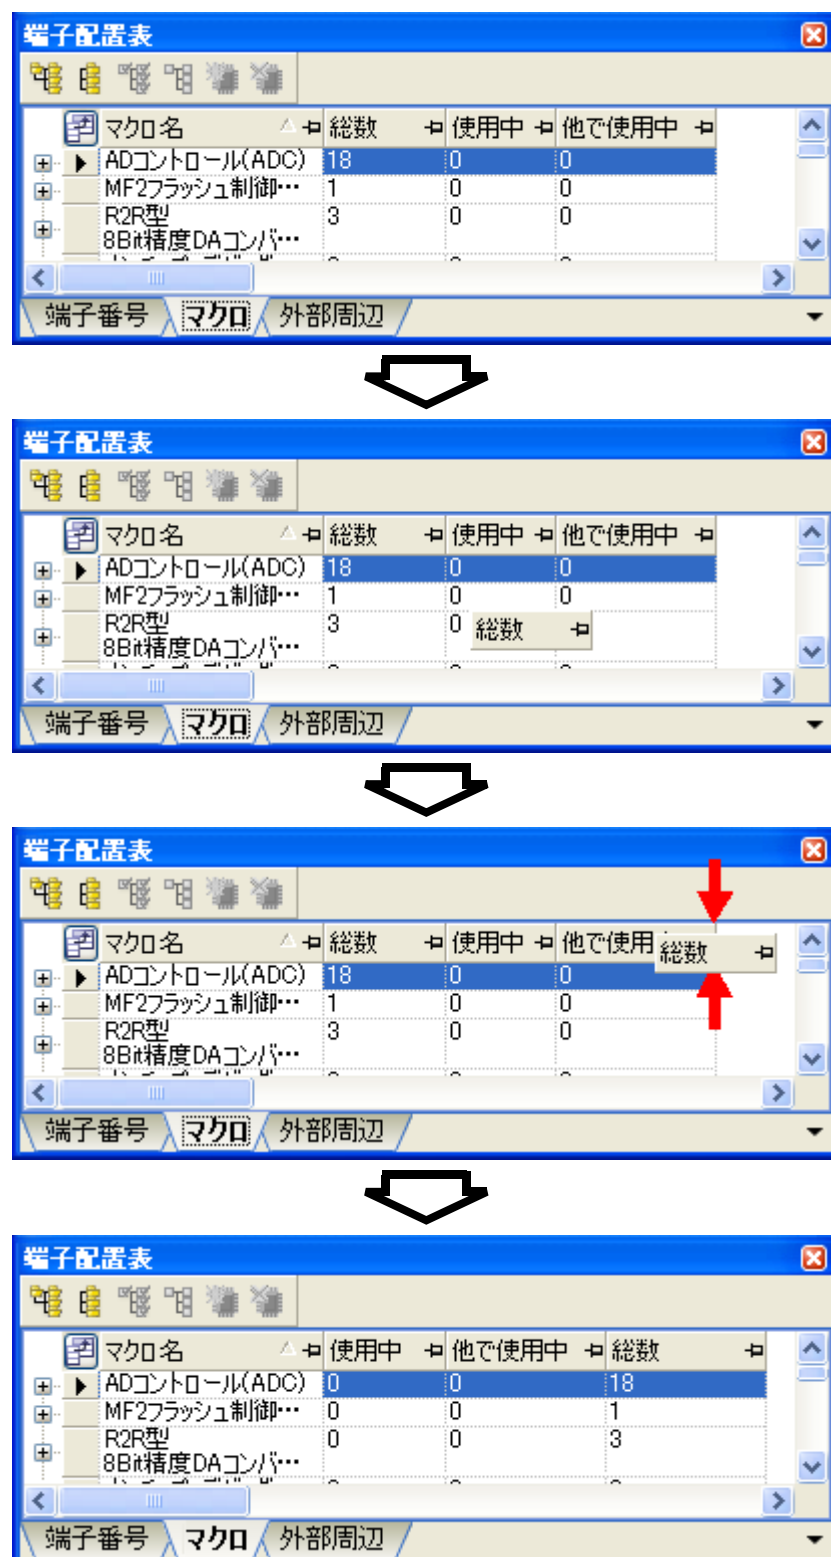 端子配置表
マクロ名 総数 使用中 他で使用中
ADコントロール(ADC) 18 0 0
MF2フラッシュ制御… 1 0 0
R2R型 3 0 0
8Bit精度DAコンバ…
端子番号 マクロ 外部周辺
端子配置表
マクロ名 総数 使用中 他で使用中
ADコントロール(ADC) 18 0 0
MF2フラッシュ制御… 1 0 0
R2R型 3 0 総数
8Bit精度DAコンバ…
端子番号 マクロ 外部周辺
端子配置表
マクロ名 総数 使用中 他で使用 総数
ADコントロール(ADC) 18 0 0
MF2フラッシュ制御… 1 0 0
R2R型 3 0 0
8Bit精度DAコンバ…
端子番号 マクロ 外部周辺
端子配置表
マクロ名 使用中 他で使用中 総数
ADコントロール(ADC) 0 0 18
MF2フラッシュ制御… 0 0 1
R2R型 0 0 3
8Bit精度DAコンバ…
端子番号 マクロ 外部周辺